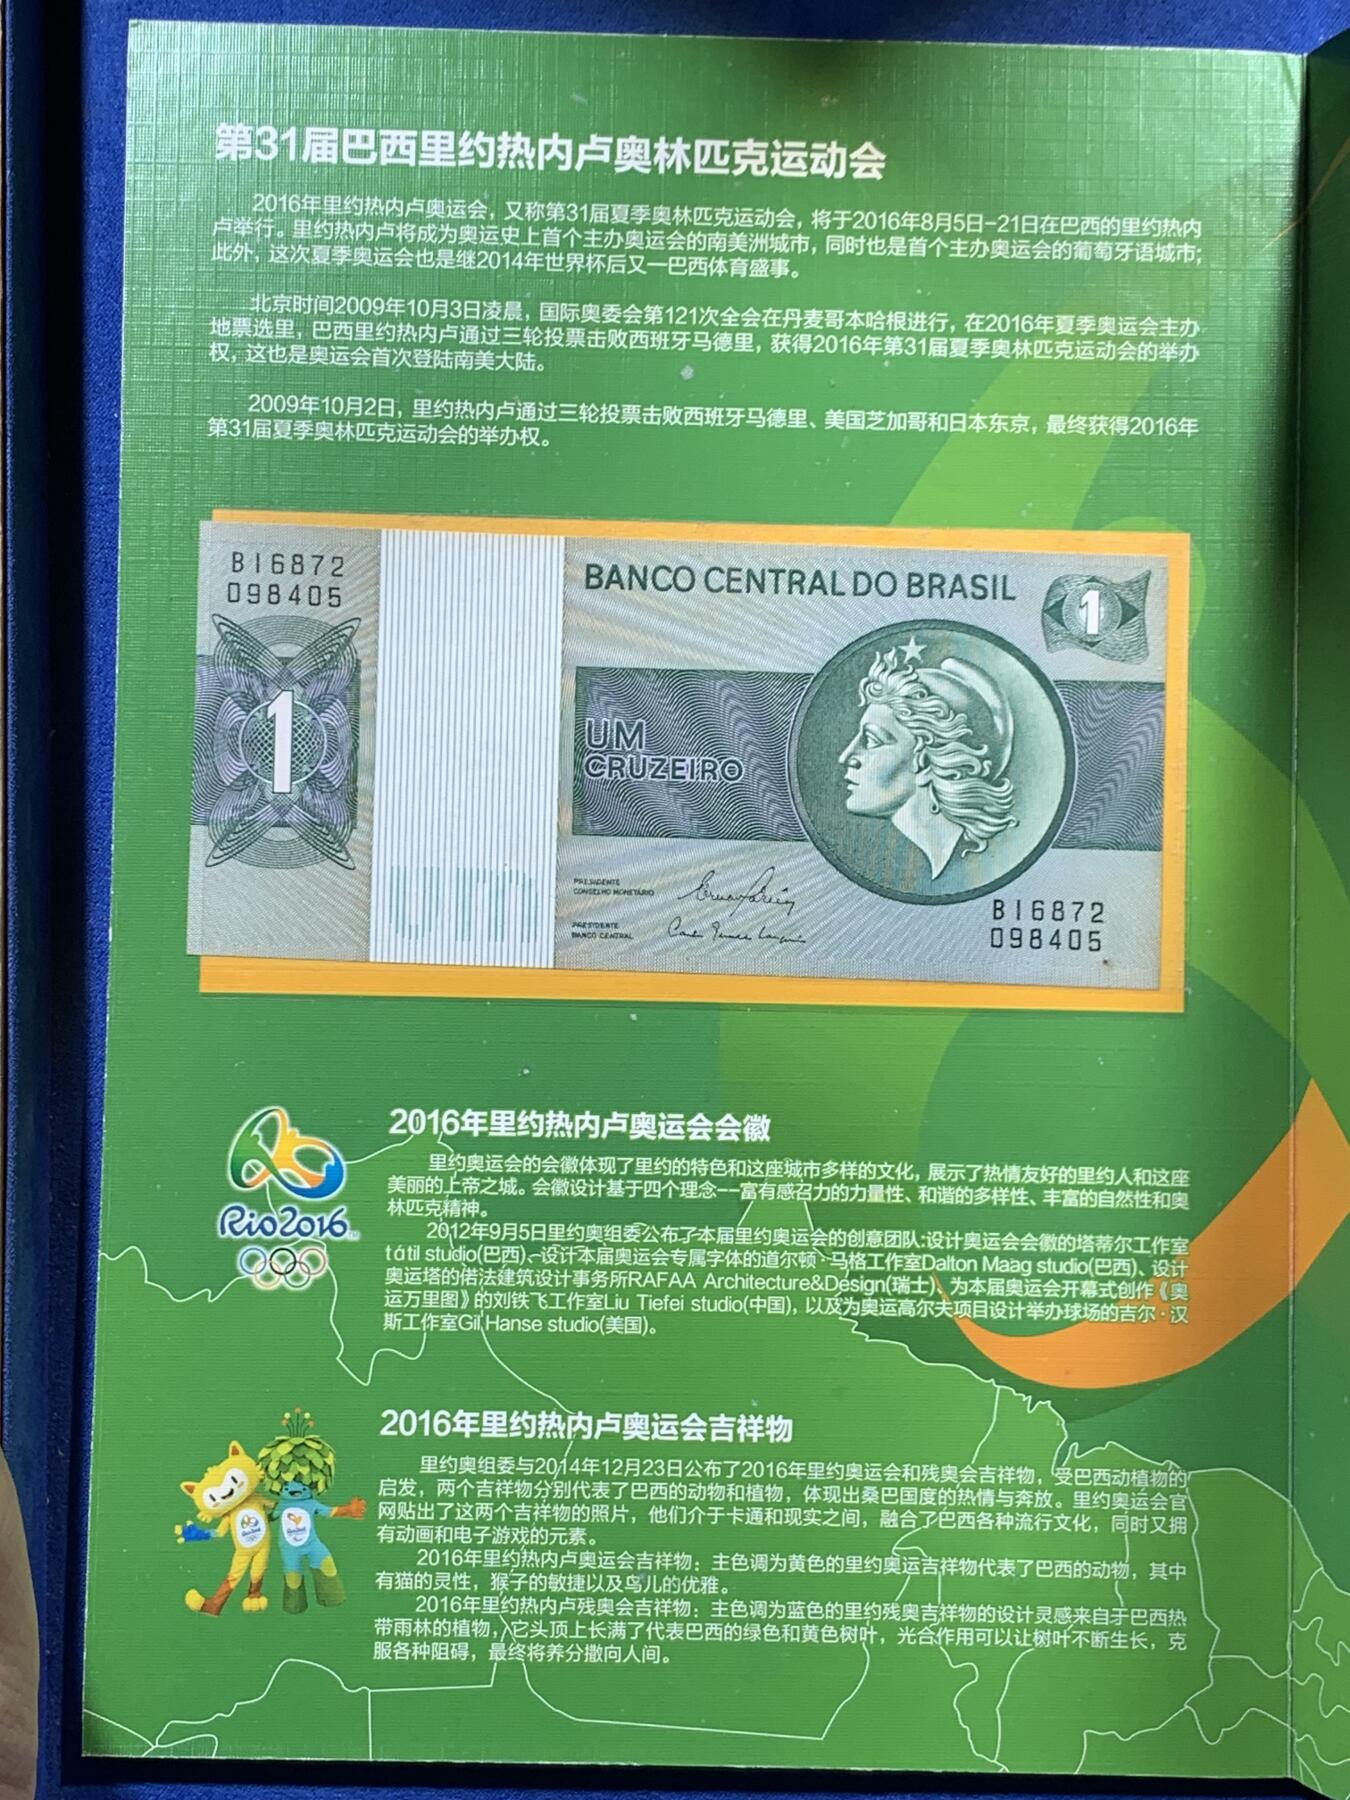 第31届巴西里约热内卢奥林匹克运动会
2016年里约热内卢奥运会，又称第31届夏季奥林匹克运动会，将于2016年8月5日-21日在巴西的里约热内
卢举行。里约热内卢将成为奥运史上首个主办奥运会的南美洲城市，同时也是首个主办奥运会的葡萄牙语城市；
此外，这次夏季奥运会也是继2014年世界杯后又一巴西体育盛事。
北京时间2009年10月3日凌晨，国际奥委会第121次全会在丹麦哥本哈根进行，在2016年夏季奥运会主办
地票选里，巴西里约热内卢通过三轮投票击败西班牙马德里，获得2016年第31届夏季奥林匹克运动会的举办
权，这也是奥运会首次登陆南美大陆。
2009年10月2日，里约热内卢通过三轮投票击败西班牙马德里、美国芝加哥和日本东京，最终获得2016年
第31届夏季奥林匹克运动会的举办权。
B16872
098405
BANCO CENTRAL DO BRASIL
1
1
UM
CRUZEIRO
um
PRESIDENTE
CONSELHO MONETÁRIO
PRESIDENTE
BANCO CENTRAL
B16872
098405
2016年里约热内卢奥运会会徽
里约奥运会的会徽体现了里约的特色和这座城市多样的文化，展示了热情友好的里约人和这座
美丽的上帝之城。会徽设计基于四个理念--富有感召力的力量性、和谐的多样性、丰富的自然性和奥
林匹克精神。
2012年9月5日里约奥组委公布了本届里约奥运会的创意团队:设计奥运会会徽的塔蒂尔工作室
tátil studio(巴西)、设计本届奥运会专属字体的道尔顿·马格工作室Dalton Maag studio(巴西)、设计
奥运塔的偌法建筑设计事务所RAFAA Architecture&Design(瑞士)、为本届奥运会开幕式创作《奥
运万里图》的刘铁飞工作室Liu Tiefei studio(中国)，以及为奥运高尔夫项目设计举办球场的吉尔·汉
斯工作室Gil Hanse studio(美国)。
Rio2016
2016年里约热内卢奥运会吉祥物
里约奥组委与2014年12月23日公布了2016年里约奥运会和残奥会吉祥物，受巴西动植物的
启发，两个吉祥物分别代表了巴西的动物和植物，体现出桑巴国度的热情与奔放。里约奥运会官
网贴出了这两个吉祥物的照片，他们介于卡通和现实之间，融合了巴西各种流行文化，同时又拥
有动画和电子游戏的元素。
2016年里约热内卢奥运会吉祥物：主色调为黄色的里约奥运吉祥物代表了巴西的动物，其中
有猫的灵性，猴子的敏捷以及鸟儿的优雅。
2016年里约热内卢残奥会吉祥物：主色调为蓝色的里约残奥吉祥物的设计灵感来自于巴西热
带雨林的植物，它头顶上长满了代表巴西的绿色和黄色树叶，光合作用可以让树叶不断生长，克
服各种阻碍，最终将养分撒向人间。